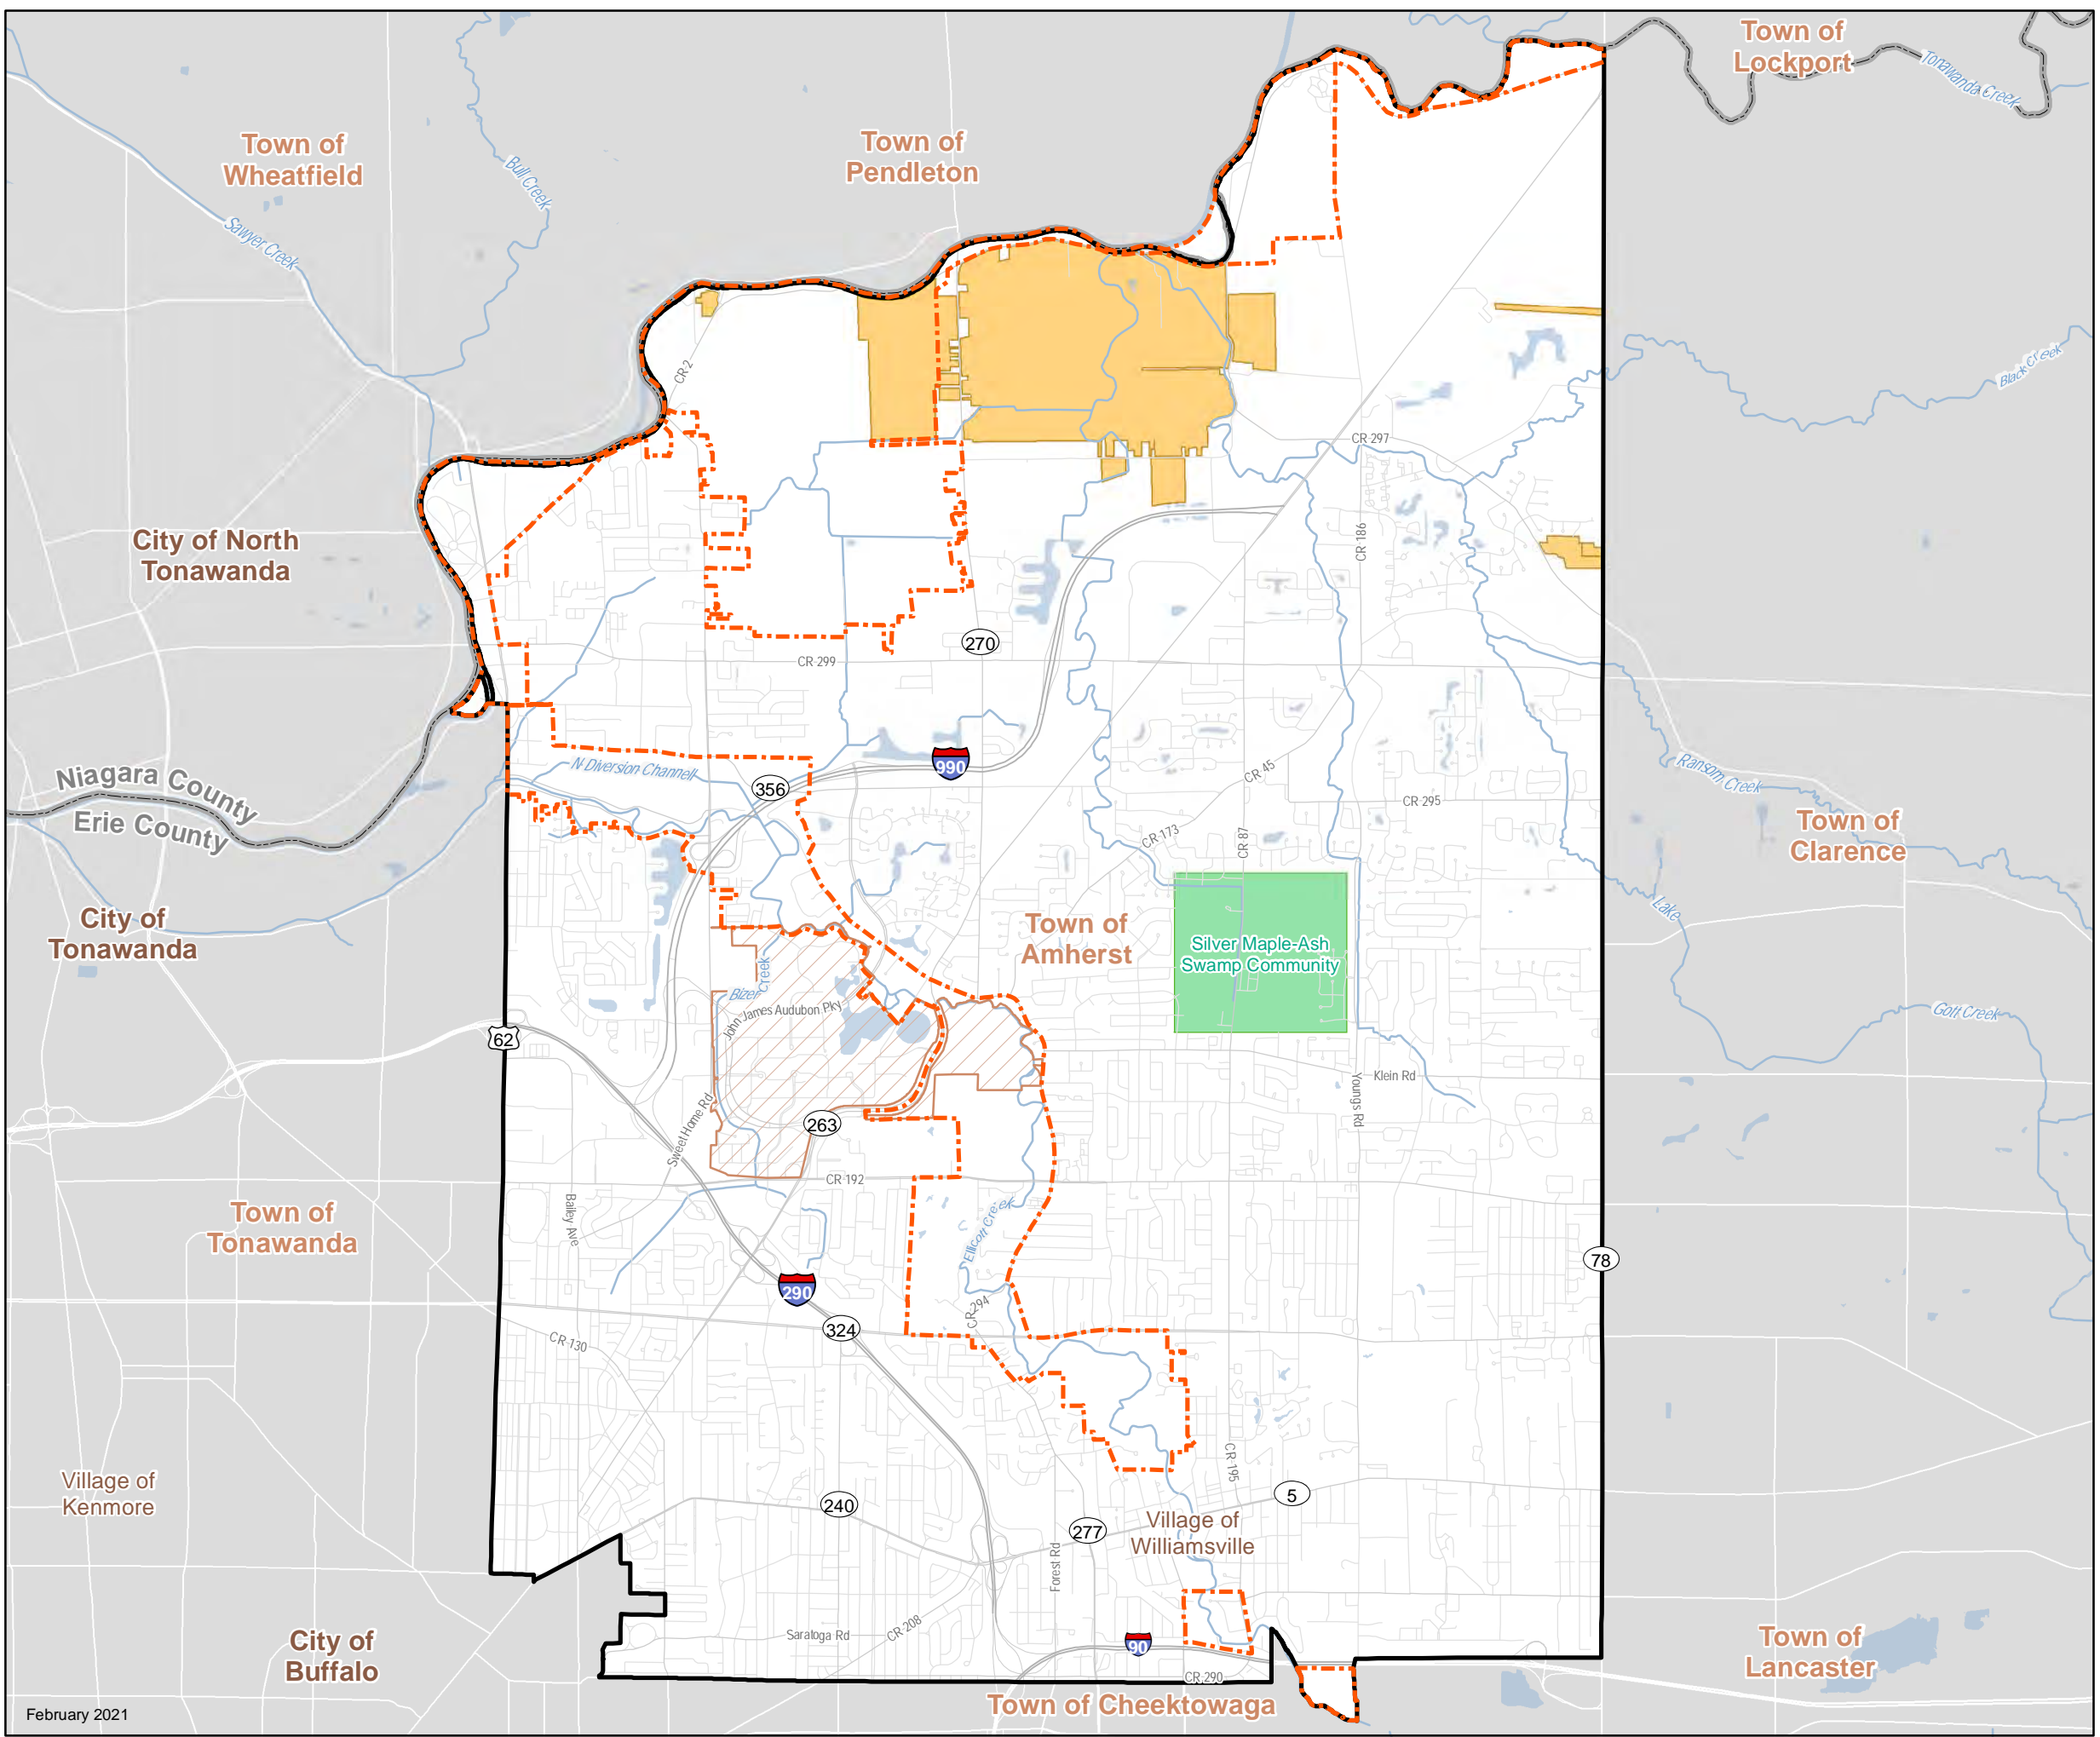 Town of
Lockport
Tonawanda Creek
Town of
Wheatfield
Town of
Pendleton
Bull Creek
Sawyer Creek
CR 2
Black Creek
CR 297
City of North
Tonawanda
CR 186
270
CR 299
Niagara County
Erie County
N Diversion Channell
990
356
CR 45
CR 295
Ransom Creek
CR 173
CR 87
Town of
Clarence
City of
Tonawanda
Lake
Town of
Amherst
Silver Maple-Ash
Swamp Community
Bizer Creek
John James Audubon Pky
Gott Creek
62
Klein Rd
Youngs Rd
Sweet Home Rd
263
CR 192
Bailey Ave
Town of
Tonawanda
Ellicott Creek
78
290
CR 294
324
CR 130
CR 195
Village of
Kenmore
240
5
277
Village of
Williamsville
Forest Rd
CR 208
Saratoga Rd
90
City of
Buffalo
Town of
Lancaster
CR 290
Town of Cheektowaga
February 2021